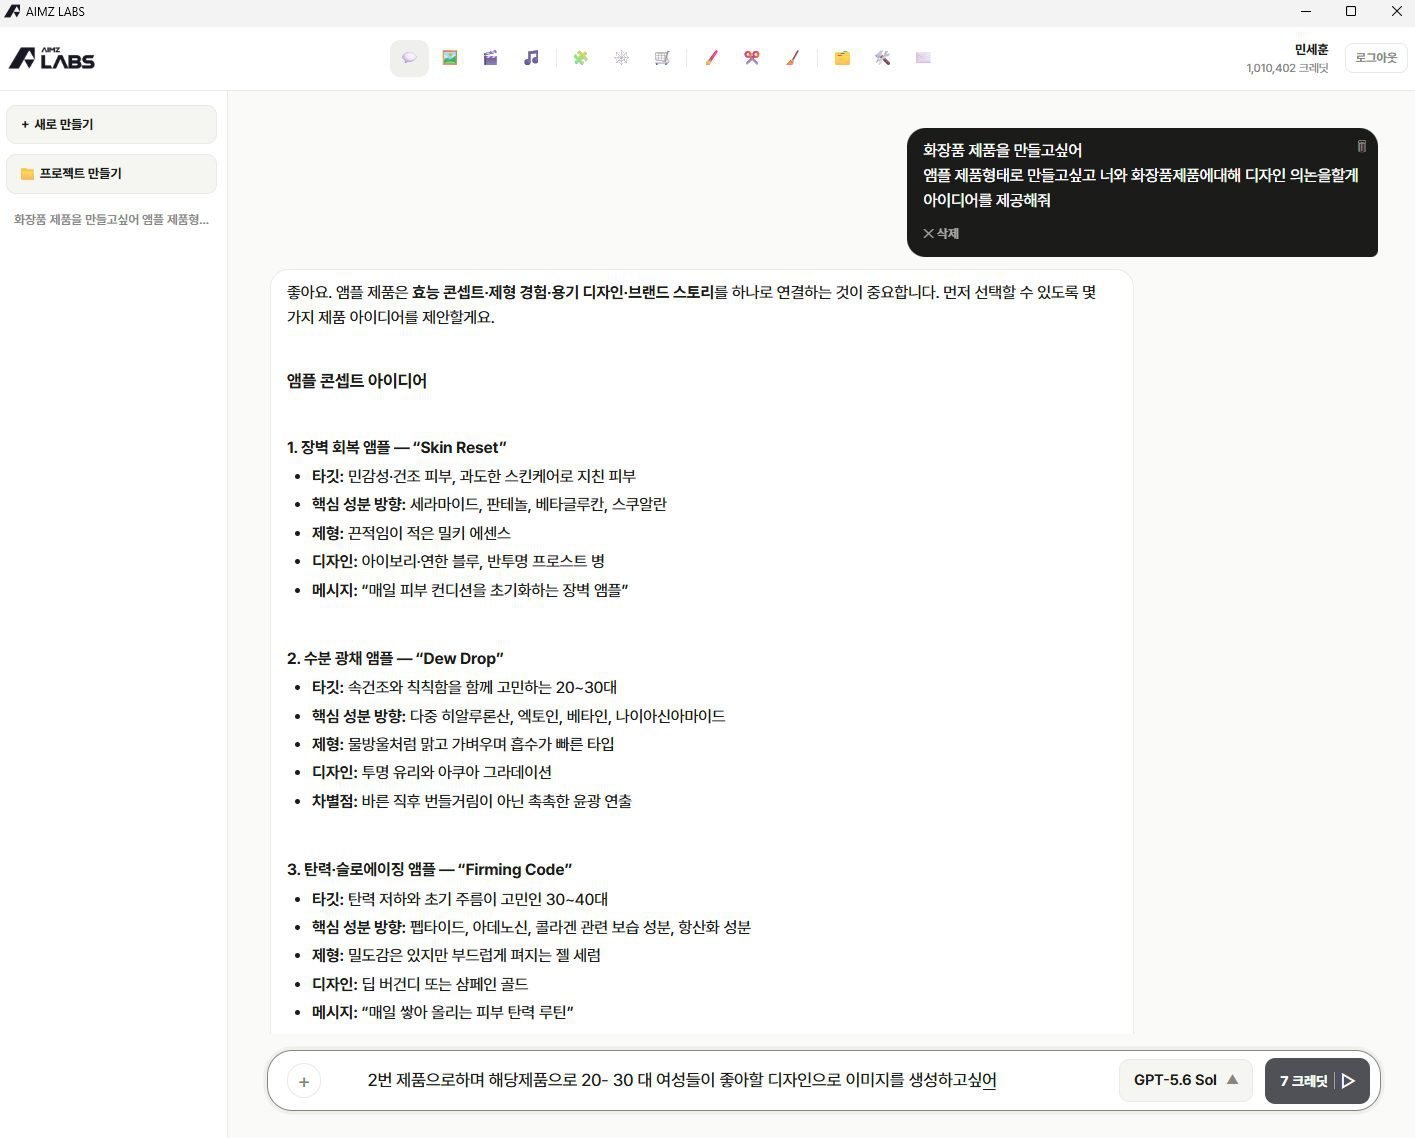 AIMZ LABS
AIMZ
LABS
민세훈
1,010,402 크레딧
로그아웃
+ 새로 만들기
프로젝트 만들기
화장품 제품을 만들고싶어 앰플 제품형...
화장품 제품을 만들고싶어
앰플 제품형태로 만들고싶고 너와 화장품제품에대해 디자인 의논을할게
아이디어를 제공해줘
삭제
좋아요. 앰플 제품은 효능 콘셉트·제형 경험·용기 디자인·브랜드 스토리를 하나로 연결하는 것이 중요합니다. 먼저 선택할 수 있도록 몇
가지 제품 아이디어를 제안할게요.
앰플 콘셉트 아이디어
1. 장벽 회복 앰플 — “Skin Reset”
• 타깃: 민감성·건조 피부, 과도한 스킨케어로 지친 피부
• 핵심 성분 방향: 세라마이드, 판테놀, 베타글루칸, 스쿠알란
• 제형: 끈적임이 적은 밀키 에센스
• 디자인: 아이보리·연한 블루, 반투명 프로스트 병
• 메시지: “매일 피부 컨디션을 초기화하는 장벽 앰플”
2. 수분 광채 앰플 — “Dew Drop”
• 타깃: 속건조와 칙칙함을 함께 고민하는 20~30대
• 핵심 성분 방향: 다중 히알루론산, 엑토인, 베타인, 나이아신아마이드
• 제형: 물방울처럼 맑고 가벼우며 흡수가 빠른 타입
• 디자인: 투명 유리와 아쿠아 그라데이션
• 차별점: 바른 직후 번들거림이 아닌 촉촉한 윤광 연출
3. 탄력·슬로에이징 앰플 — “Firming Code”
• 타깃: 탄력 저하와 초기 주름이 고민인 30~40대
• 핵심 성분 방향: 펩타이드, 아데노신, 콜라겐 관련 보습 성분, 항산화 성분
• 제형: 밀도감은 있지만 부드럽게 펴지는 젤 세럼
• 디자인: 딥 버건디 또는 샴페인 골드
• 메시지: “매일 쌓아 올리는 피부 탄력 루틴”
2번 제품으로하며 해당제품으로 20- 30 대 여성들이 좋아할 디자인으로 이미지를 생성하고싶어
GPT-5.6 Sol
7 크레딧